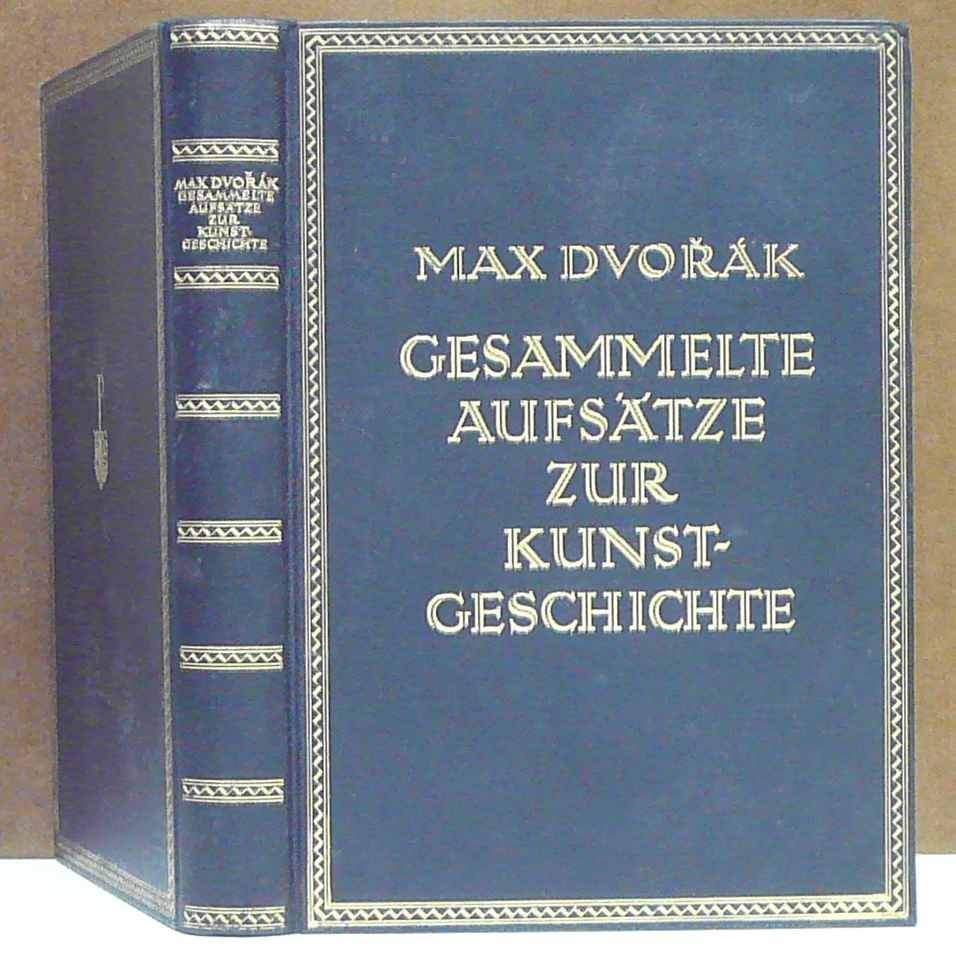 MAX DVOŘÁK
GESAMMELTE
AUFSÄTZE
ZUR
KUNST-
GESCHICHTE
MAX DVOŘÁK
GESAMMELTE
AUFSÄTZE
ZUR
KUNST-
GESCHICHTE